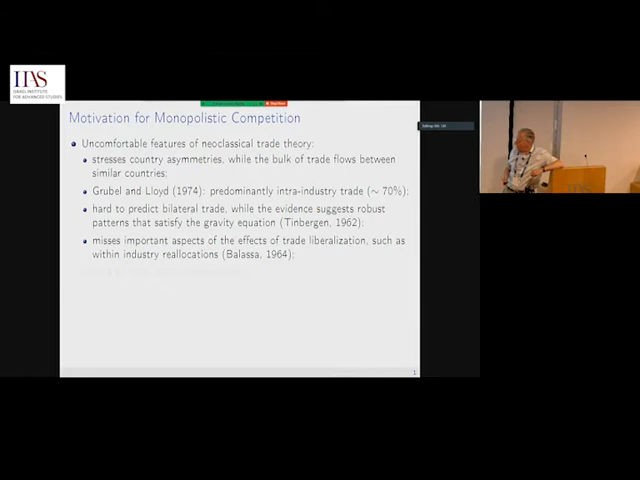 IIAS
ISRAEL INSTITUTE
FOR ADVANCED STUDIES
Motivation for Monopolistic Competition
Uncomfortable features of neoclassical trade theory:
stresses country asymmetries, while the bulk of trade flows between
similar countries;
Grubel and Lloyd (1974): predominantly intra-industry trade (∼ 70%);
hard to predict bilateral trade, while the evidence suggests robust
patterns that satisfy the gravity equation (Tinbergen, 1962);
misses important aspects of the effects of trade liberalization, such as
within industry reallocations (Balassa, 1964);
1